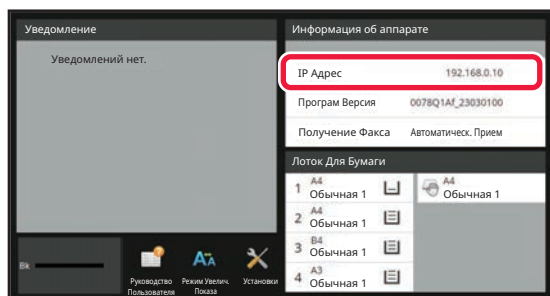 Уведомление
Уведомлений нет.
Информация об аппарате
IP Адрес 192.168.0.10
Програм Версия 0078Q1Af_23030100
Получение Факса Автоматическ. Прием
Лоток Для Бумаги
1 A4
Обычная 1
2 A4
Обычная 1
3 B4
Обычная 1
4 A3
Обычная 1
A4
Обычная 1
Bk
Руководство
Пользователя
Режим Увелич.
Показа
Установки